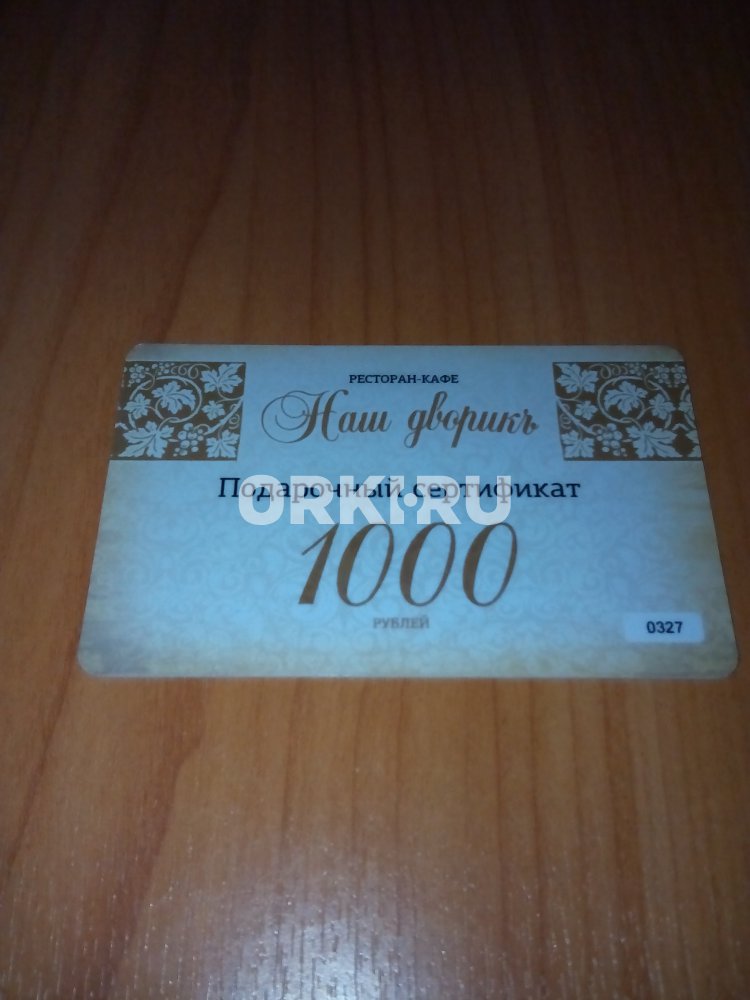 РЕСТОРАН-КАФЕ
Наш дворикъ
Подарочный сертификат
ORKI.RU
1000
РУБЛЕЙ
0327